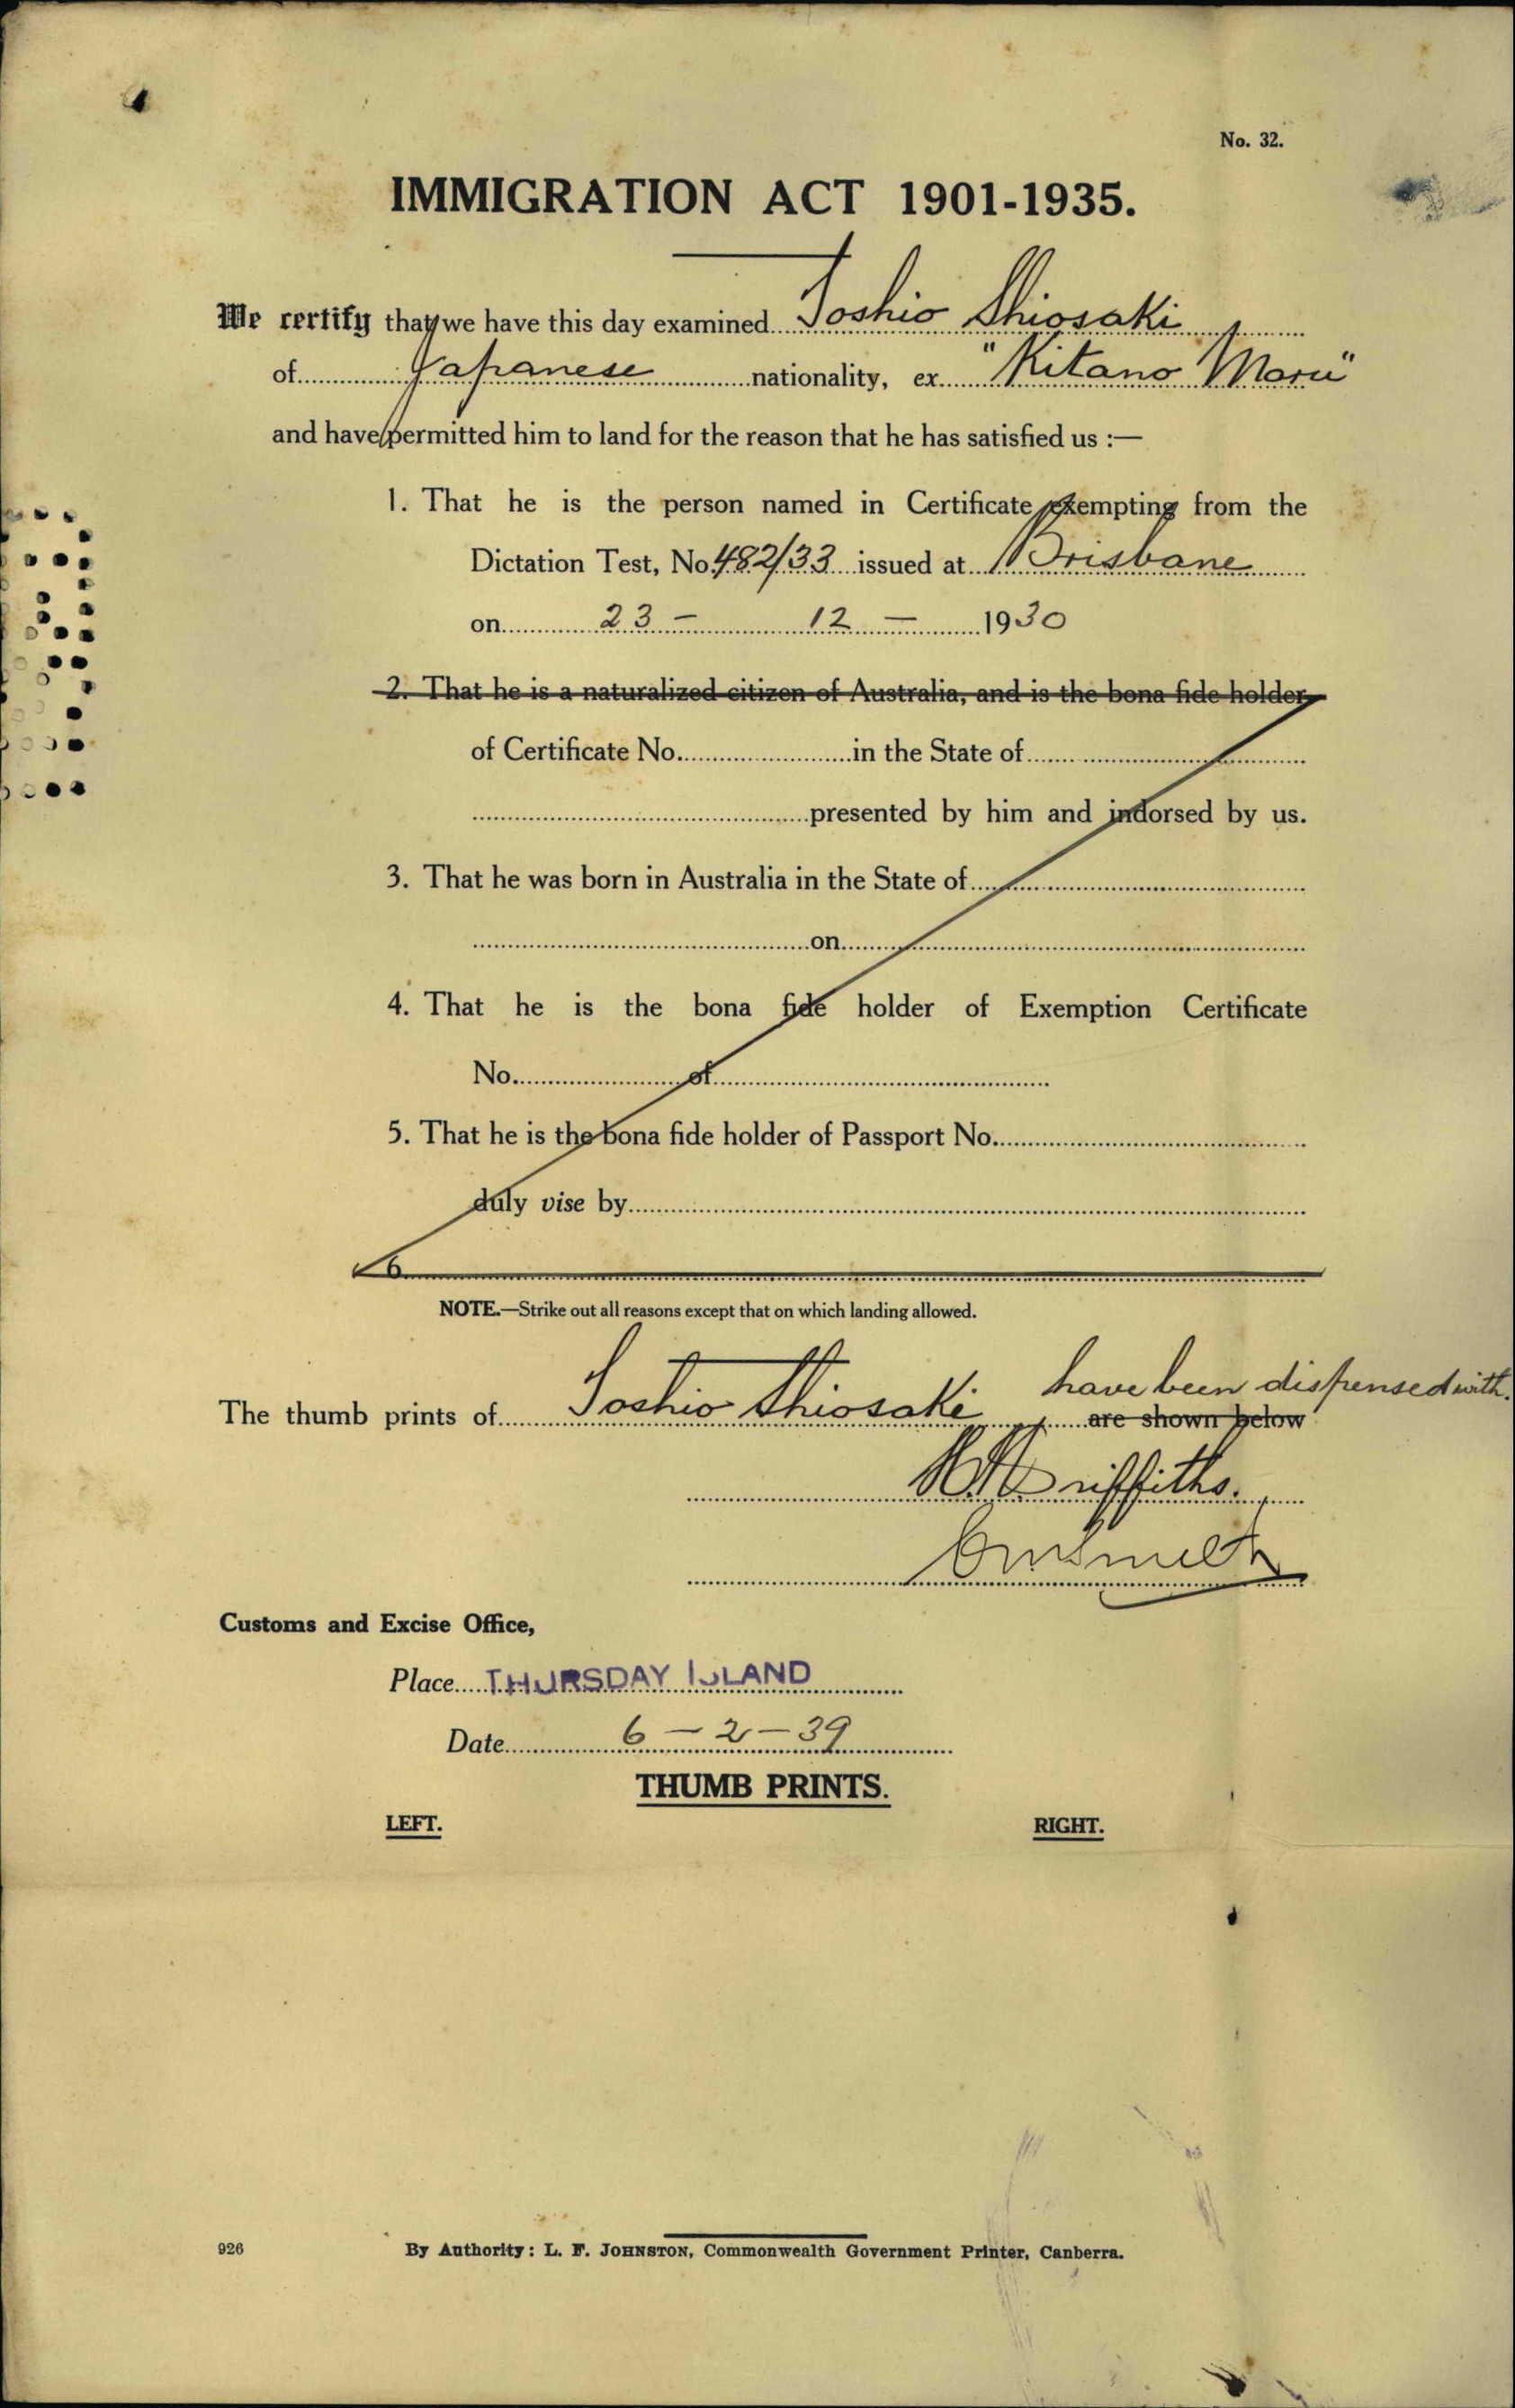 No. 32.
IMMIGRATION ACT 1901-1935.
We certify that we have this day examined Toshio Shiosaki
of Japanese nationality, ex "Kitano Maru"
and have permitted him to land for the reason that he has satisfied us :—
1. That he is the person named in Certificate exempting from the
Dictation Test, No. 482/33 issued at Brisbane
on 23 - 12 - 1930
2. That he is a naturalized citizen of Australia, and is the bona fide holder
of Certificate No. in the State of
presented by him and indorsed by us.
3. That he was born in Australia in the State of
on
4. That he is the bona fide holder of Exemption Certificate
No. of
5. That he is the bona fide holder of Passport No.
duly vise by
6.
NOTE.—Strike out all reasons except that on which landing allowed.
have been dispensed with.
The thumb prints of Toshio Shiosaki are shown below
Griffiths.
Customs and Excise Office,
Place THURSDAY ISLAND
Date 6 - 2 - 39
THUMB PRINTS.
LEFT. RIGHT.
926 By Authority: L. F. JOHNSTON, Commonwealth Government Printer, Canberra.